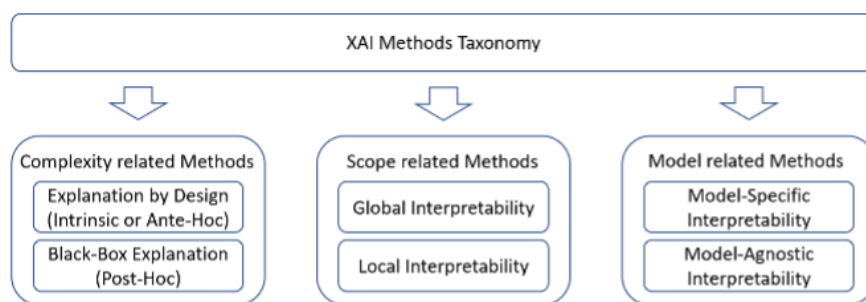 XAI Methods Taxonomy
Complexity related Methods
Explanation by Design
(Intrinsic or Ante-Hoc)
Black-Box Explanation
(Post-Hoc)
Scope related Methods
Global Interpretability
Local Interpretability
Model related Methods
Model-Specific
Interpretability
Model-Agnostic
Interpretability